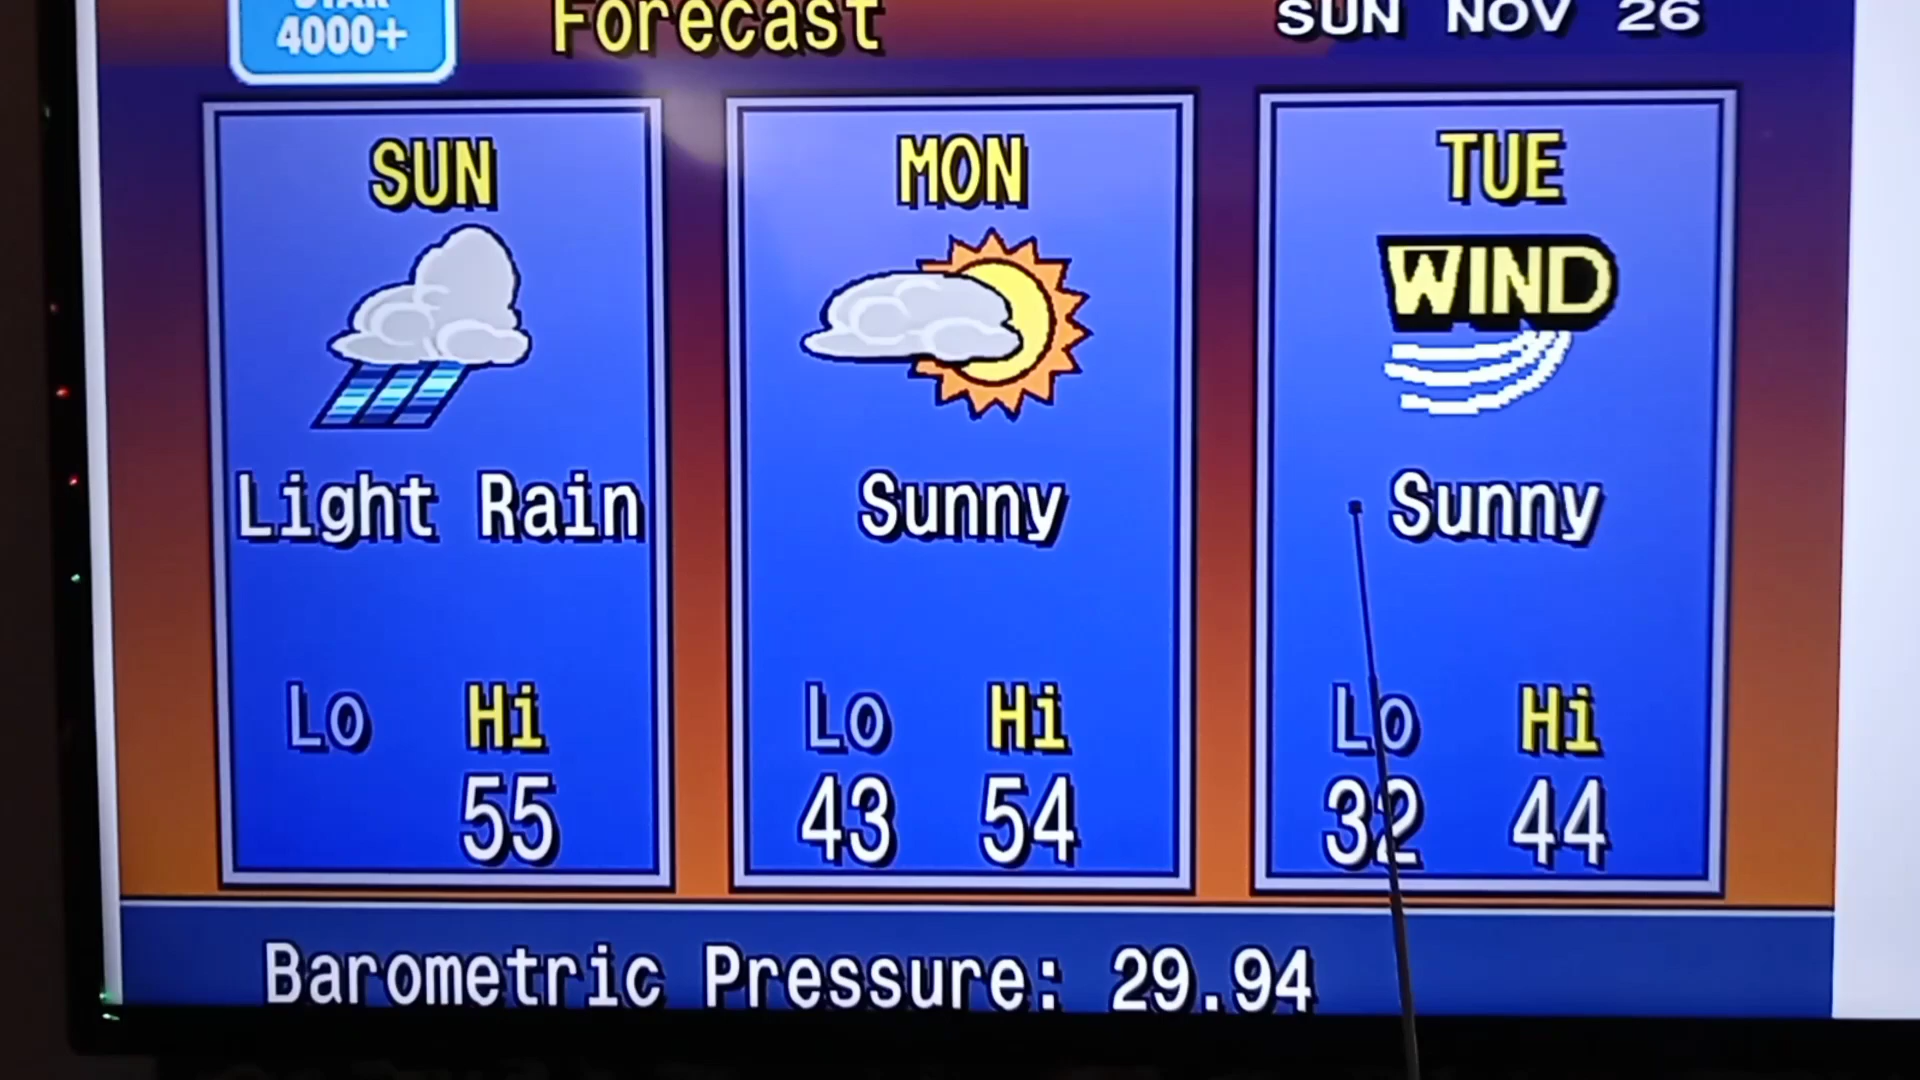 STAR
4000+
Forecast
SUN NOV 26
SUN
MON
TUE
WIND
Light Rain
Sunny
Sunny
Lo Hi
Lo Hi
Lo Hi
55
43 54
32 44
Barometric Pressure: 29.94